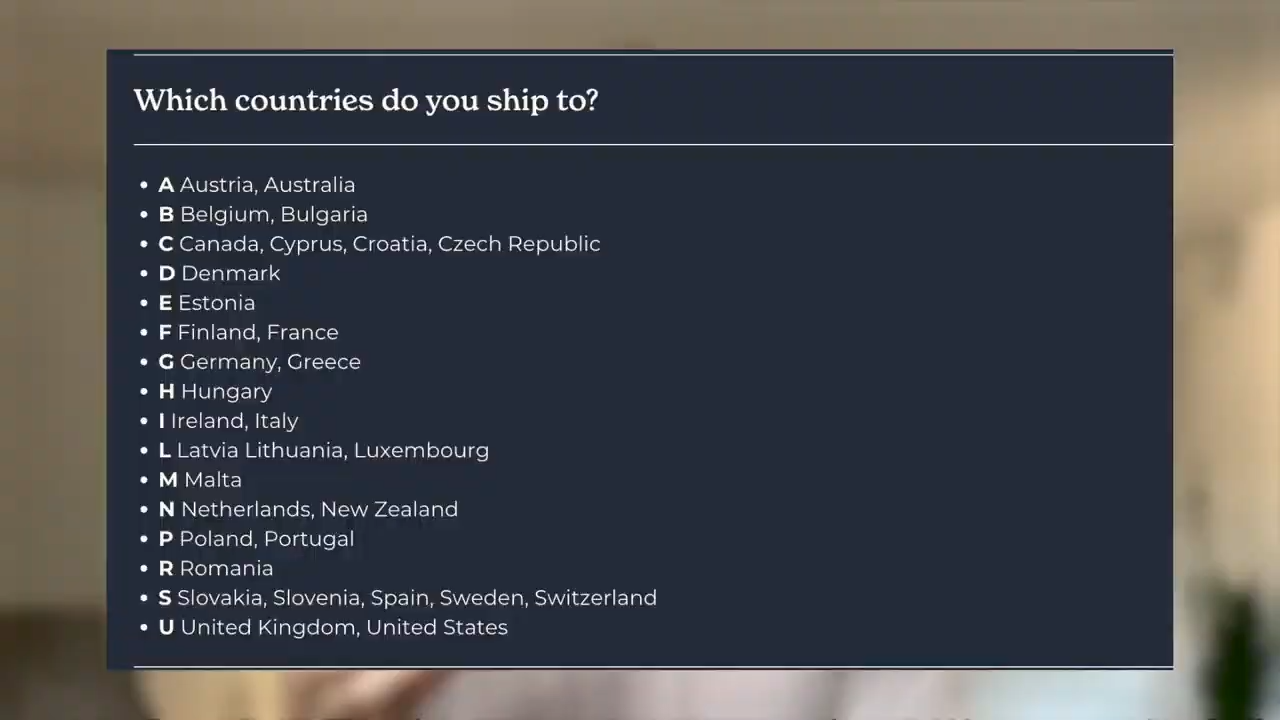 Which countries do you ship to?
• A Austria, Australia
• B Belgium, Bulgaria
• C Canada, Cyprus, Croatia, Czech Republic
• D Denmark
• E Estonia
• F Finland, France
• G Germany, Greece
• H Hungary
• I Ireland, Italy
• L Latvia Lithuania, Luxembourg
• M Malta
• N Netherlands, New Zealand
• P Poland, Portugal
• R Romania
• S Slovakia, Slovenia, Spain, Sweden, Switzerland
• U United Kingdom, United States